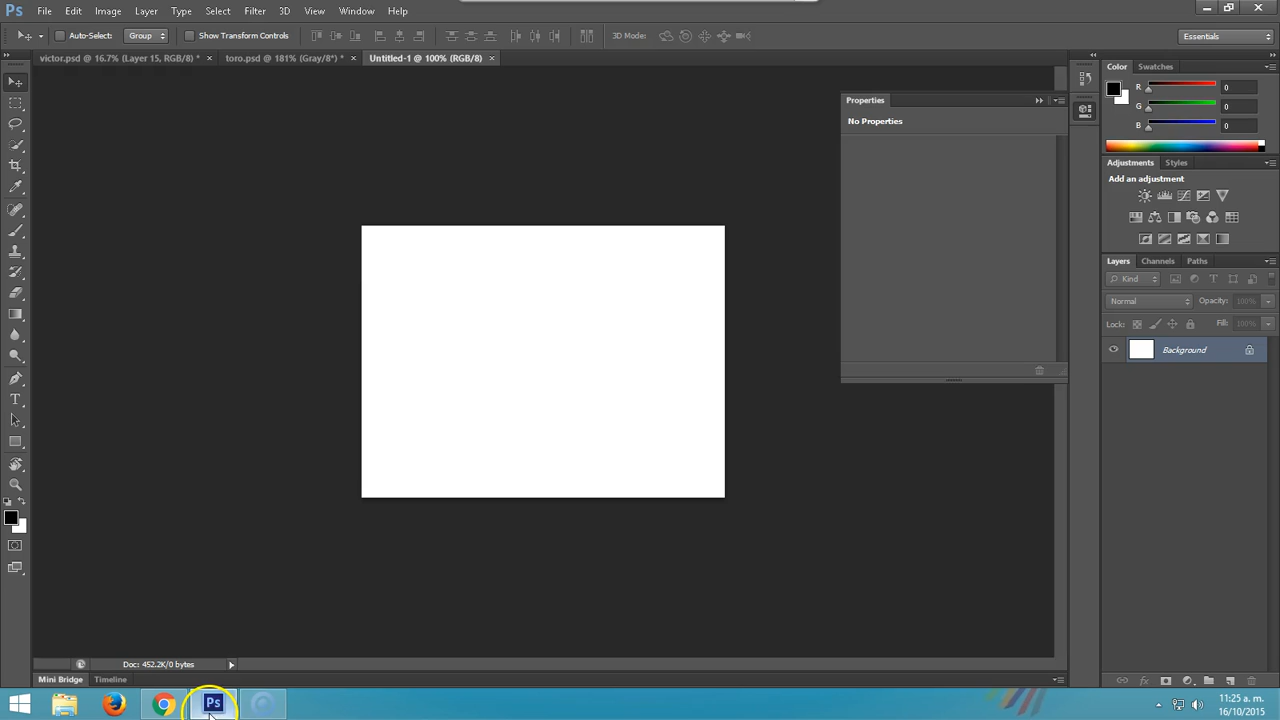 Ps File Edit Image Layer Type Select Filter 3D View Window Help
Auto-Select: Group Show Transform Controls 3D Mode: Essentials
victor.psd @ 16.7% (Layer 15, RGB/8) * × toro.psd @ 181% (Gray/8*) * × Untitled-1 @ 100% (RGB/8) ×
Color Swatches
R 0
G 0
B 0
Properties
No Properties
Adjustments Styles
Add an adjustment
Layers Channels Paths
Kind T
Normal Opacity: 100%
Lock: Fill: 100%
Background
T
Doc: 452.2K/0 bytes
Mini Bridge Timeline
Ps
11:25 a. m.
16/10/2015